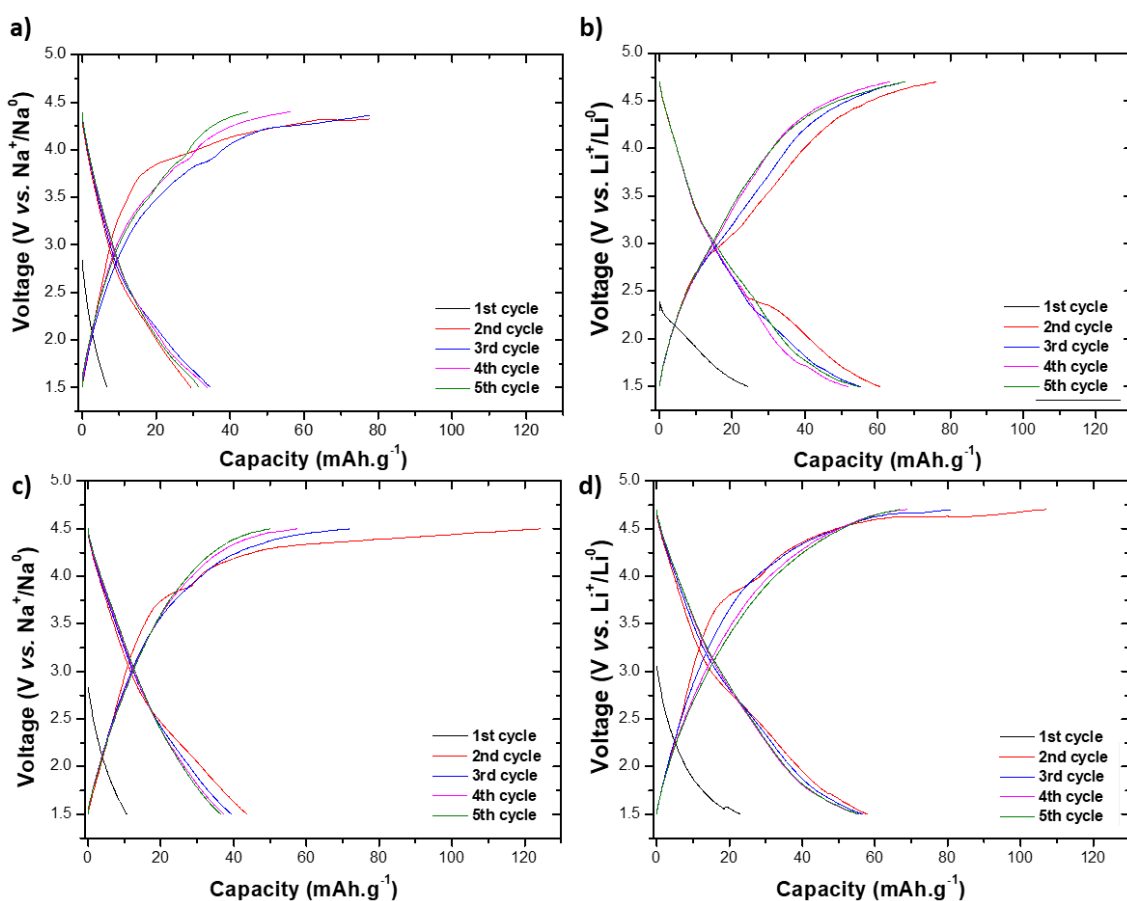 a)
Voltage (V vs. Na⁺/Na⁰)
5.0
4.5
4.0
3.5
3.0
2.5
2.0
1.5
1st cycle
2nd cycle
3rd cycle
4th cycle
5th cycle
0 20 40 60 80 100 120
Capacity (mAh.g⁻¹)
b)
Voltage (V vs. Li⁺/Li⁰)
5.0
4.5
4.0
3.5
3.0
2.5
2.0
1.5
1st cycle
2nd cycle
3rd cycle
4th cycle
5th cycle
0 20 40 60 80 100 120
Capacity (mAh.g⁻¹)
c)
Voltage (V vs. Na⁺/Na⁰)
5.0
4.5
4.0
3.5
3.0
2.5
2.0
1.5
1st cycle
2nd cycle
3rd cycle
4th cycle
5th cycle
0 20 40 60 80 100 120
Capacity (mAh.g⁻¹)
d)
Voltage (V vs. Li⁺/Li⁰)
5.0
4.5
4.0
3.5
3.0
2.5
2.0
1.5
1st cycle
2nd cycle
3rd cycle
4th cycle
5th cycle
0 20 40 60 80 100 120
Capacity (mAh.g⁻¹)